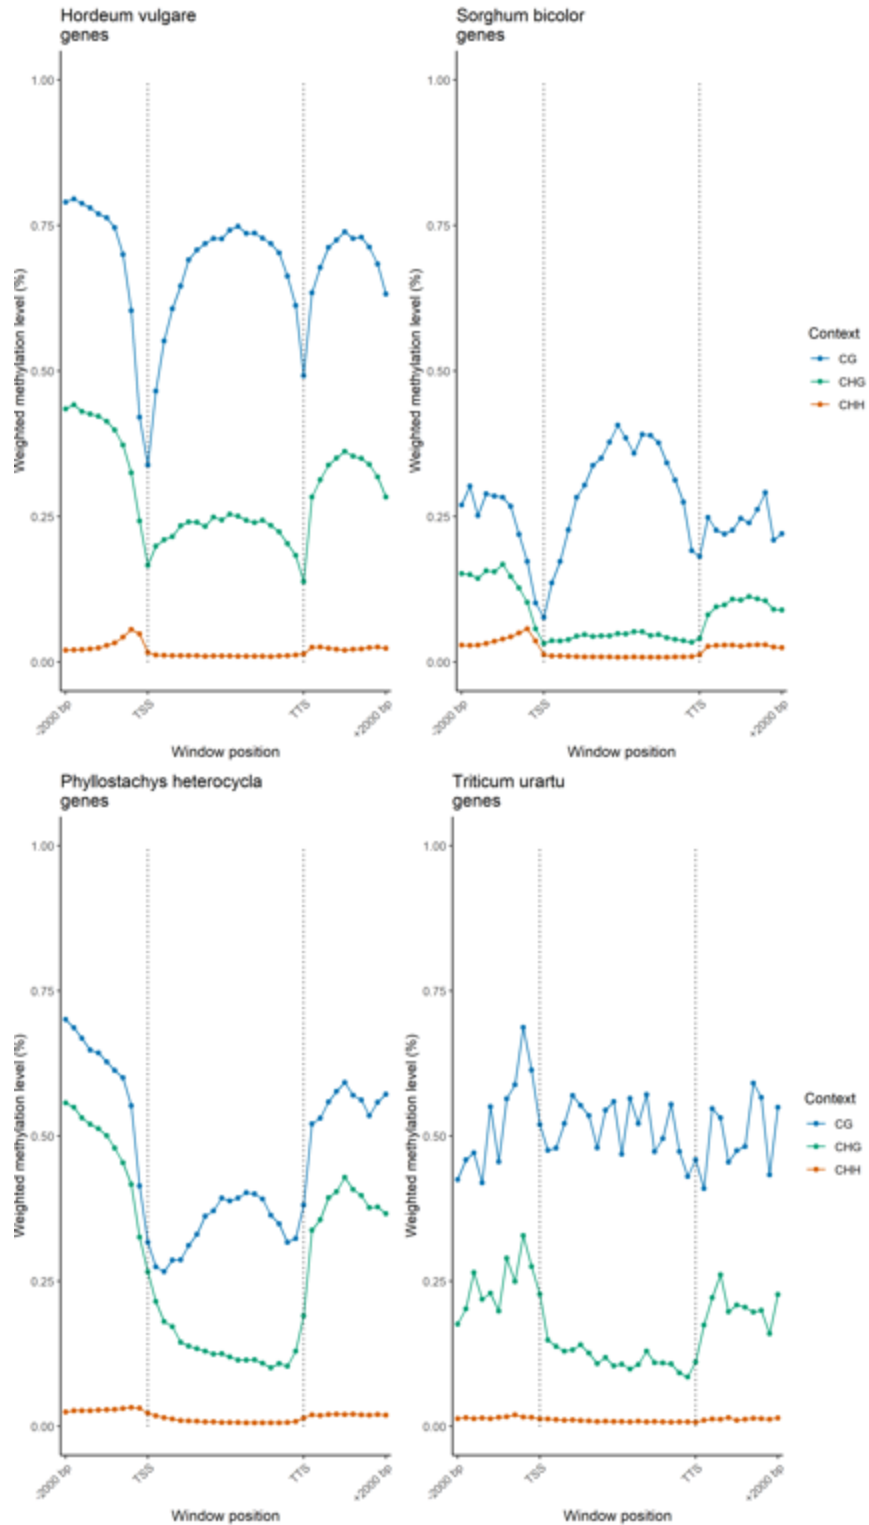 Hordeum vulgare
genes
1.00
0.75
0.50
0.25
0.00
Weighted methylation level (%)
-2000 bp
TSS
TTS
+2000 bp
Window position
Sorghum bicolor
genes
1.00
0.75
0.50
0.25
0.00
Weighted methylation level (%)
-2000 bp
TSS
TTS
+2000 bp
Window position
Context
CG
CHG
CHH
Phyllostachys heterocycla
genes
1.00
0.75
0.50
0.25
0.00
Weighted methylation level (%)
-2000 bp
TSS
TTS
+2000 bp
Window position
Triticum urartu
genes
1.00
0.75
0.50
0.25
0.00
Weighted methylation level (%)
-2000 bp
TSS
TTS
+2000 bp
Window position
Context
CG
CHG
CHH